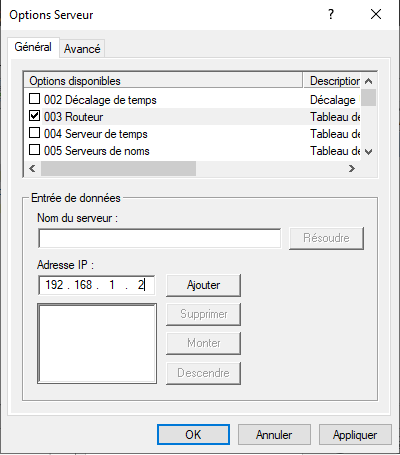 Options Serveur
Général Avancé
Options disponibles Description
002 Décalage de temps Décalage
003 Routeur Tableau de
004 Serveur de temps Tableau de
005 Serveurs de noms Tableau de
Entrée de données
Nom du serveur :
Résoudre
Adresse IP :
192 . 168 . 1 . 2 Ajouter
Supprimer
Monter
Descendre
OK Annuler Appliquer